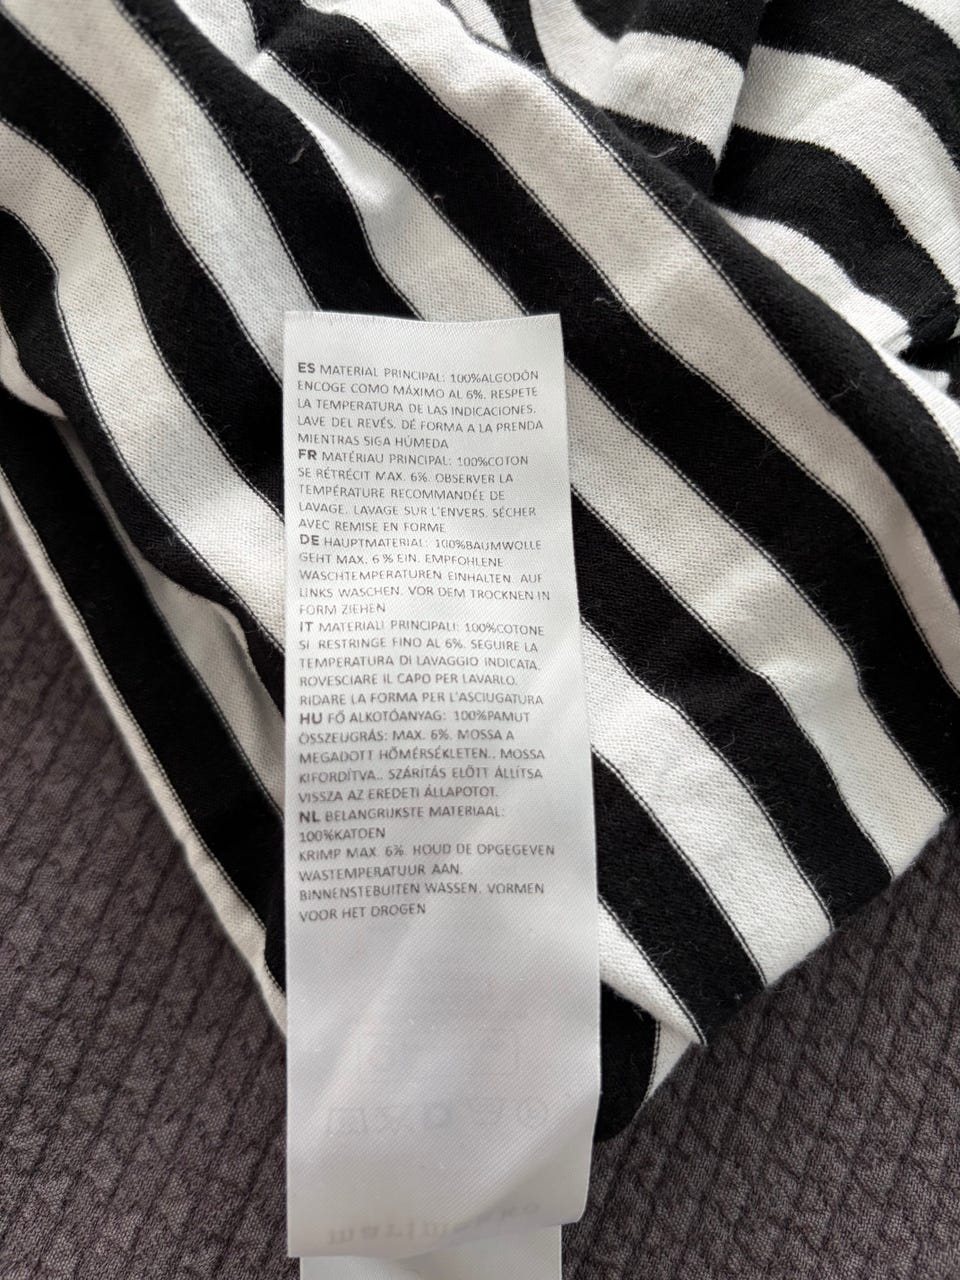 ES MATERIAL PRINCIPAL: 100%ALGODÓN
ENCOGE COMO MÁXIMO AL 6%. RESPETE
LA TEMPERATURA DE LAS INDICACIONES.
LAVE DEL REVÉS. DÉ FORMA A LA PRENDA
MIENTRAS SIGA HÚMEDA
FR MATÉRIAU PRINCIPAL: 100%COTON
SE RÉTRÉCIT MAX. 6%. OBSERVER LA
TEMPÉRATURE RECOMMANDÉE DE
LAVAGE. LAVAGE SUR L'ENVERS. SÉCHER
AVEC REMISE EN FORME
DE HAUPTMATERIAL: 100%BAUMWOLLE
GEHT MAX. 6 % EIN. EMPFOHLENE
WASCHTEMPERATUREN EINHALTEN. AUF
LINKS WASCHEN. VOR DEM TROCKNEN IN
FORM ZIEHEN
IT MATERIALI PRINCIPALI: 100%COTONE
SI RESTRINGE FINO AL 6%. SEGUIRE LA
TEMPERATURA DI LAVAGGIO INDICATA.
ROVESCIARE IL CAPO PER LAVARLO.
RIDARE LA FORMA PER L'ASCIUGATURA
HU FŐ ALKOTÓANYAG: 100%PAMUT
ÖSSZEUGRÁS: MAX. 6%. MOSSA A
MEGADOTT HŐMÉRSÉKLETEN.. MOSSA
KIFORDÍTVA.. SZÁRÍTÁS ELŐTT ÁLLÍTSA
VISSZA AZ EREDETI ÁLLAPOTOT.
NL BELANGRIJKSTE MATERIAAL:
100%KATOEN
KRIMP MAX. 6%. HOUD DE OPGEGEVEN
WASTEMPERATUUR AAN.
BINNENSTEBUITEN WASSEN. VORMEN
VOOR HET DROGEN